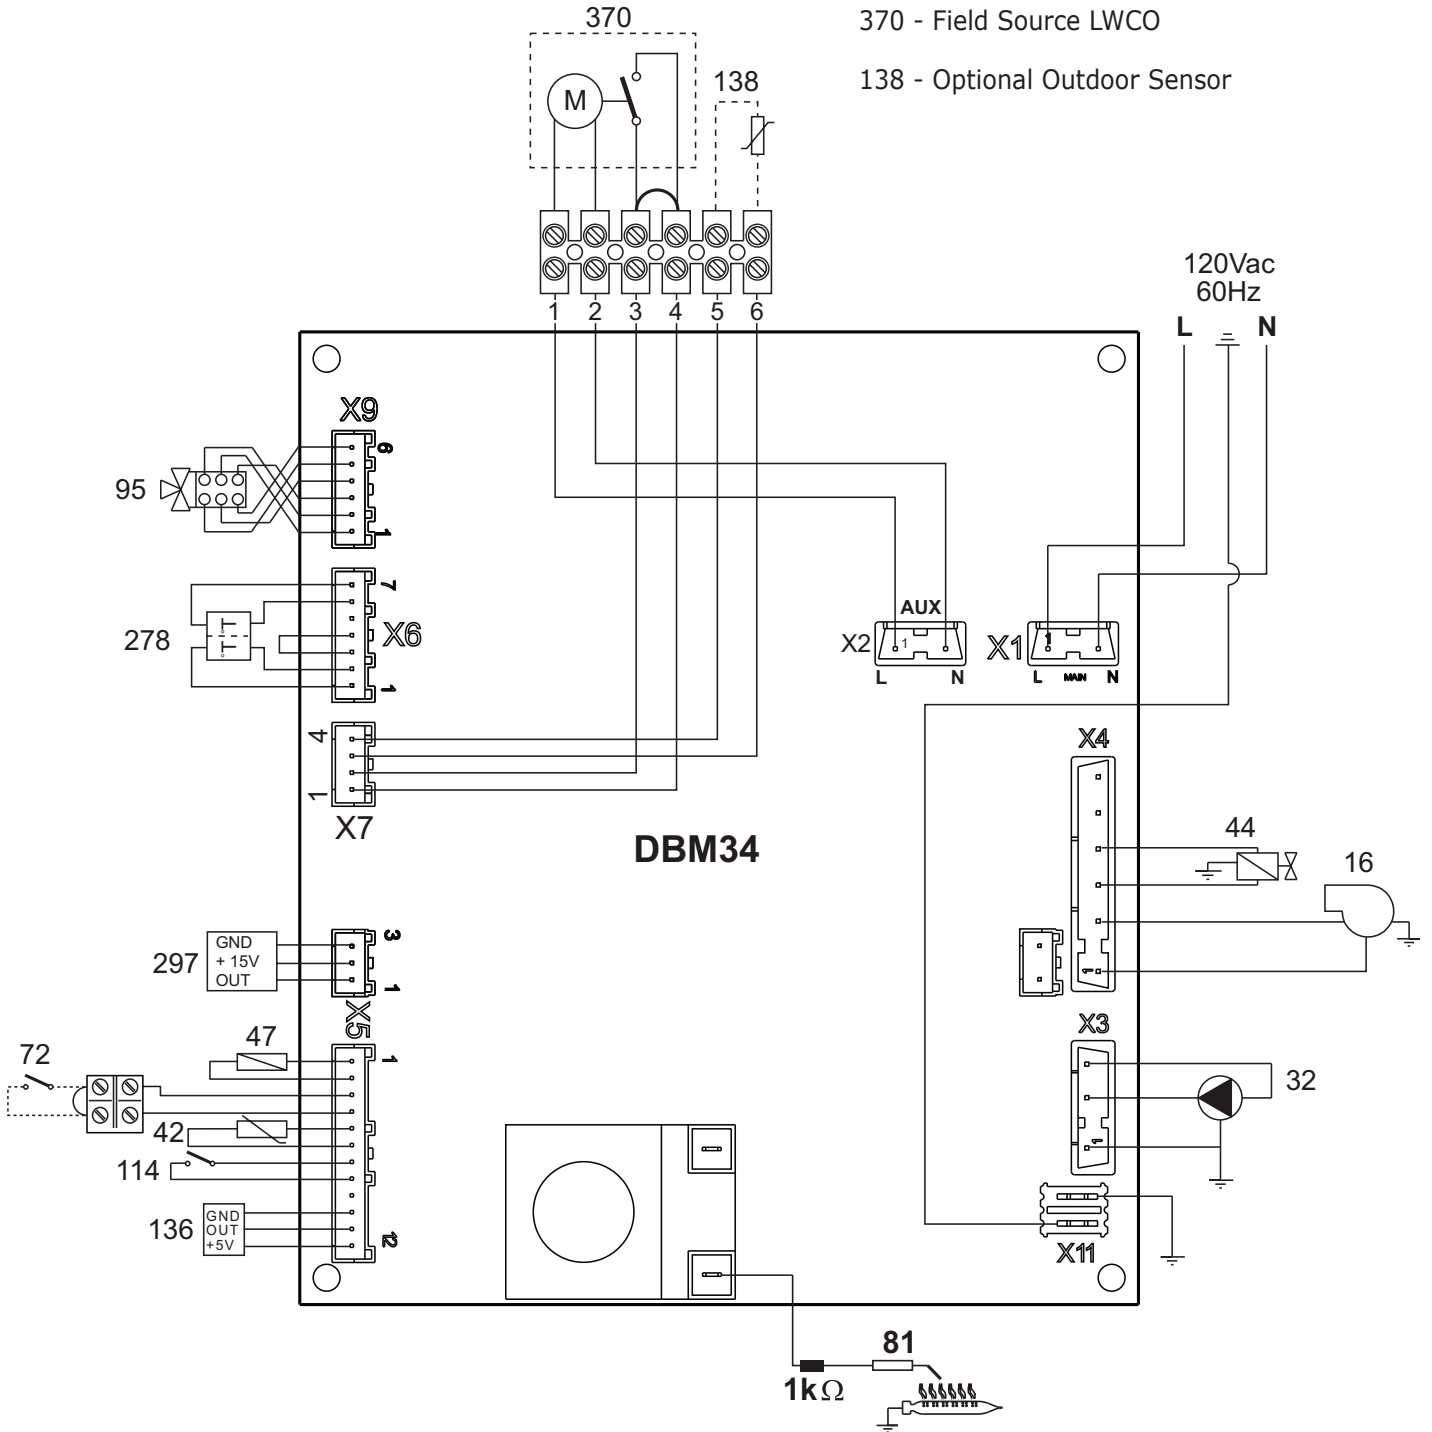 370
370 - Field Source LWCO
138 - Optional Outdoor Sensor
138
M
120Vac
60Hz
L
N
1 2 3 4 5 6
X9
6
1
95
7
X6
1
278
AUX
X2
1
L
N
X1
1
L MAIN N
4
1
X7
DBM34
X4
1
44
16
297
GND
+ 15V
OUT
3
1
X5
1
12
47
72
42
114
136
GND
OUT
+5V
X3
1
32
X11
81
1kΩ
T
T